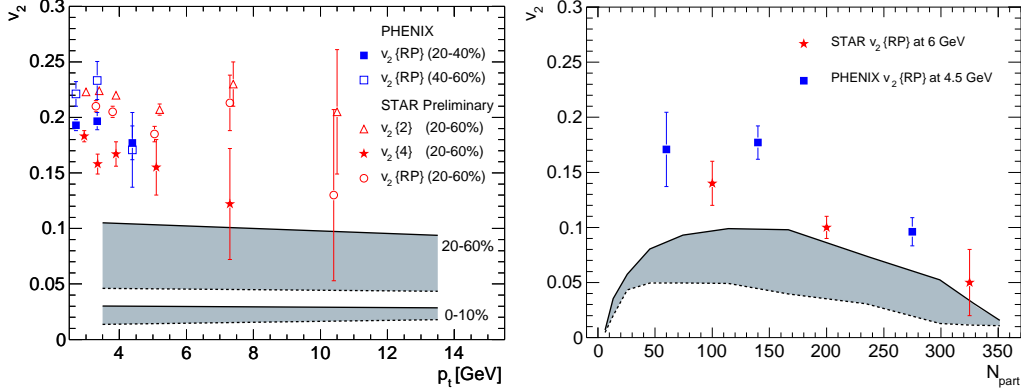 v2
0.3
0.25
0.2
0.15
0.1
0.05
0
4
6
8
10
12
14
pt [GeV]
PHENIX
v2{RP} (20-40%)
v2{RP} (40-60%)
STAR Preliminary
v2{2} (20-60%)
v2{4} (20-60%)
v2{RP} (20-60%)
20-60%
0-10%
v2
0.3
0.25
0.2
0.15
0.1
0.05
0
0
50
100
150
200
250
300
350
Npart
STAR v2{RP} at 6 GeV
PHENIX v2{RP} at 4.5 GeV